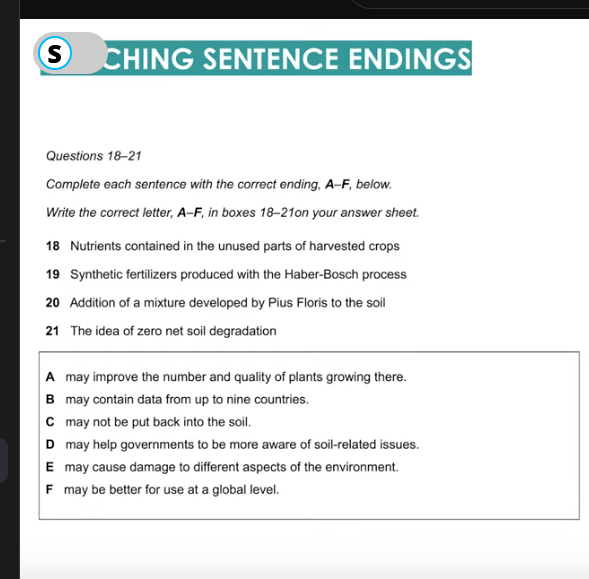 S
CHING SENTENCE ENDINGS
Questions 18–21
Complete each sentence with the correct ending, A–F, below.
Write the correct letter, A–F, in boxes 18–21on your answer sheet.
18 Nutrients contained in the unused parts of harvested crops
19 Synthetic fertilizers produced with the Haber-Bosch process
20 Addition of a mixture developed by Pius Floris to the soil
21 The idea of zero net soil degradation
A may improve the number and quality of plants growing there.
B may contain data from up to nine countries.
C may not be put back into the soil.
D may help governments to be more aware of soil-related issues.
E may cause damage to different aspects of the environment.
F may be better for use at a global level.